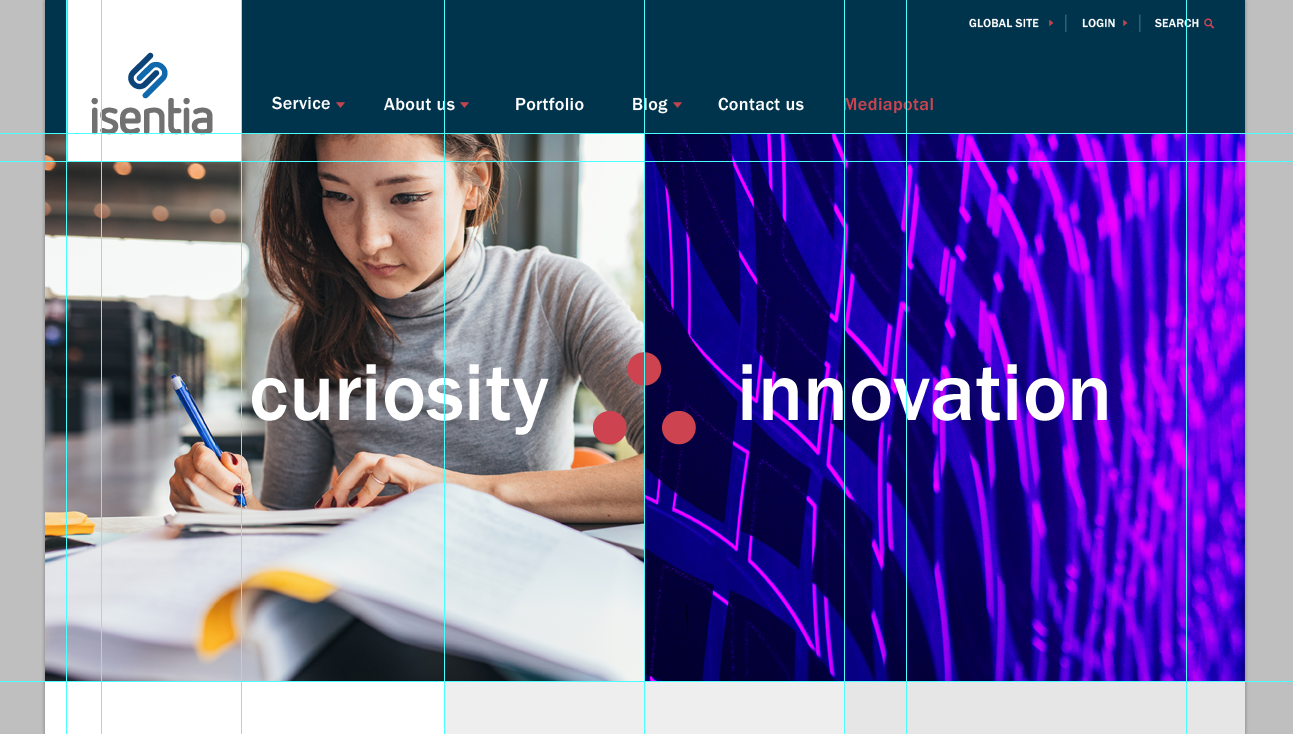 GLOBAL SITE LOGIN SEARCH
isentia
Service About us Portfolio Blog Contact us Mediapotal
curiosity innovation